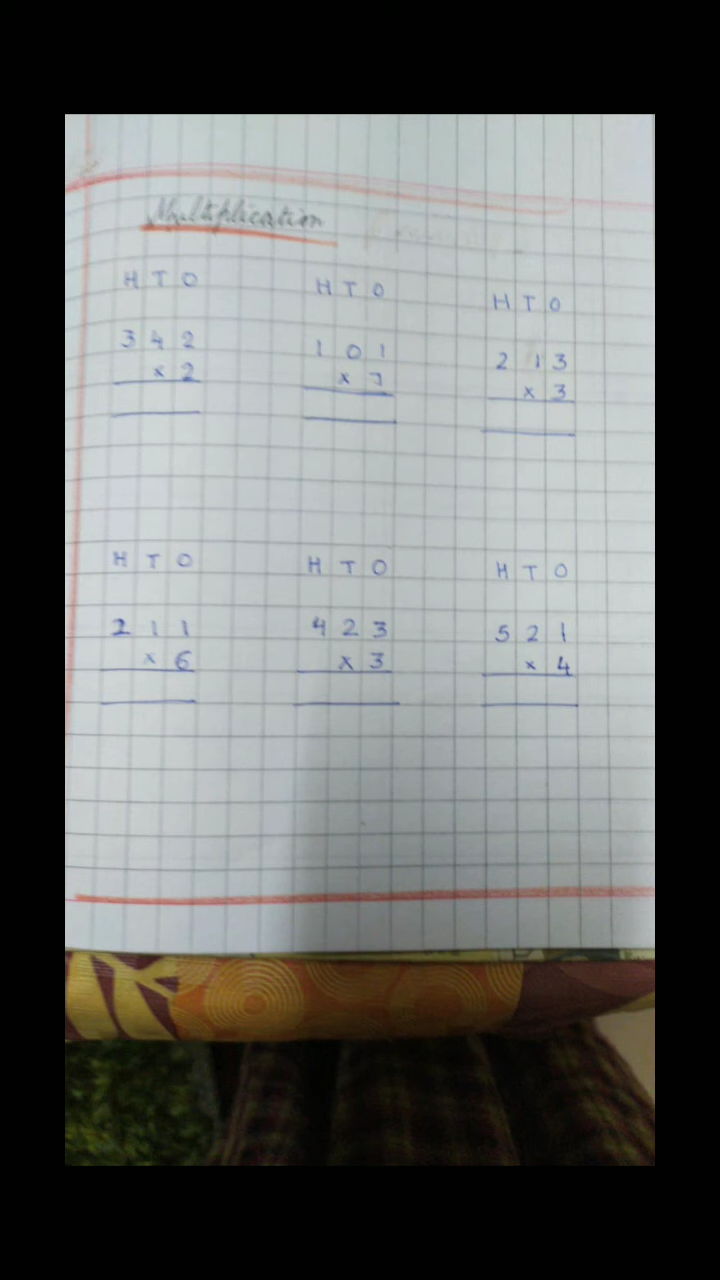 Multiplication
H T O H T O H T O
3 4 2 1 0 1 2 1 3
x 2 x 7 x 3
H T O H T O H T O
2 1 1 4 2 3 5 2 1
x 6 x 3 x 4